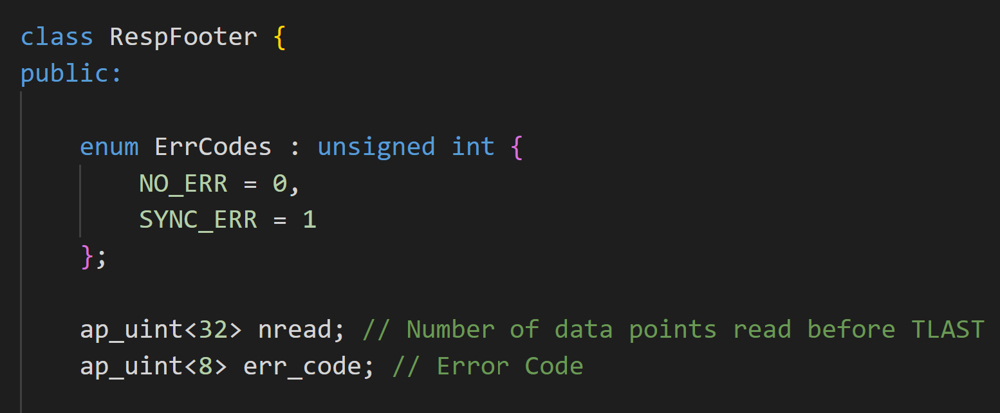 class RespFooter {
public:
enum ErrCodes : unsigned int {
NO_ERR = 0,
SYNC_ERR = 1
};
ap_uint<32> nread; // Number of data points read before TLAST
ap_uint<8> err_code; // Error Code